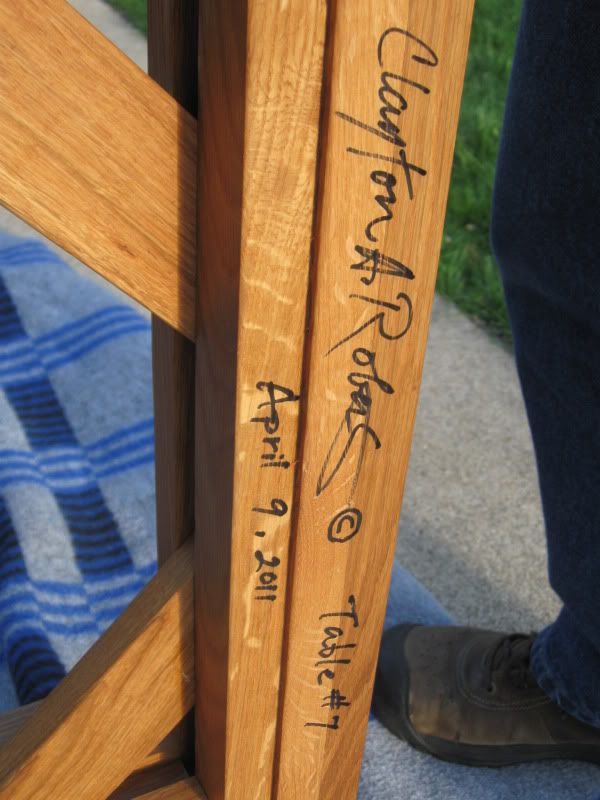 Clayton A Roberts © Table #7
April 9, 2011